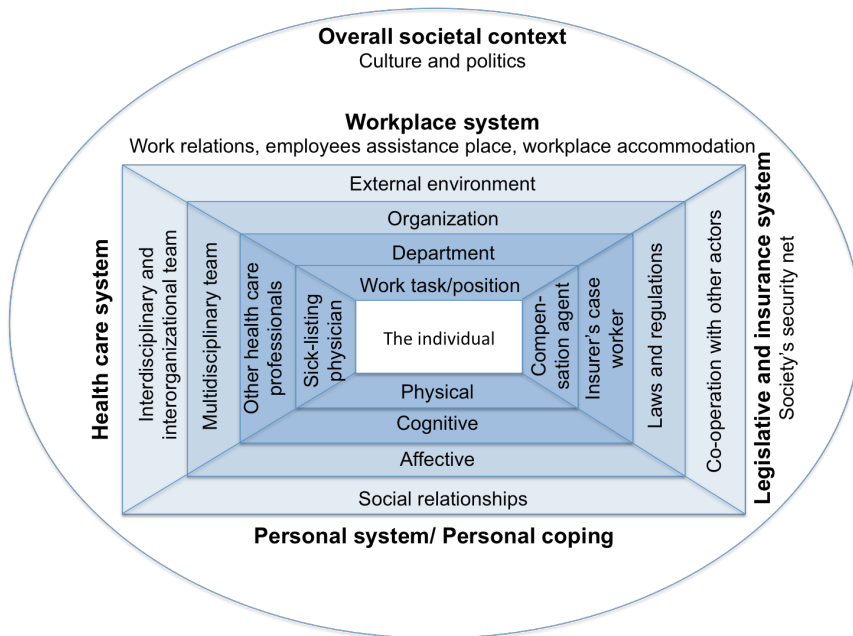 Overall societal context
Culture and politics
Workplace system
Work relations, employees assistance place, workplace accommodation
External environment
Organization
Department
Work task/position
Health care system
Interdisciplinary and
interorganizational team
Multidisciplinary team
Other health care
professionals
Sick-listing
physician
The individual
Compen-
sation agent
Insurer's case
worker
Laws and regulations
Co-operation with other actors
Legislative and insurance system
Society's security net
Physical
Cognitive
Affective
Social relationships
Personal system/ Personal coping